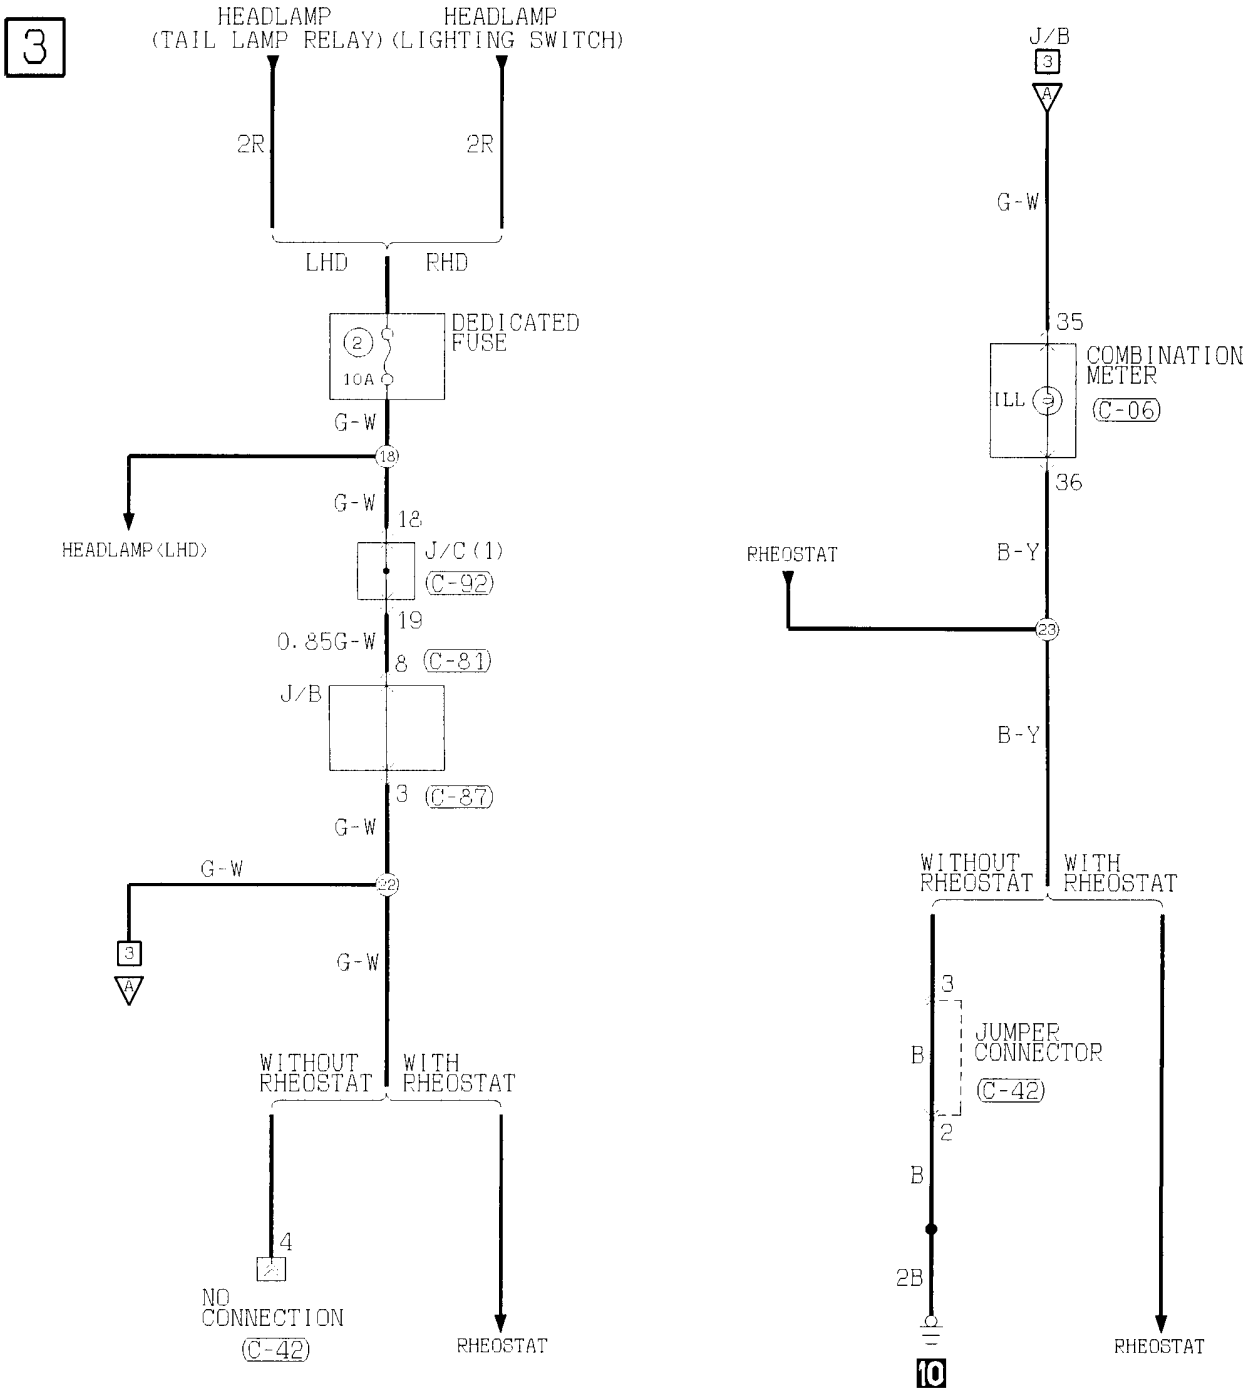 3
HEADLAMP
(TAIL LAMP RELAY)
HEADLAMP
(LIGHTING SWITCH)
2R
2R
LHD
RHD
DEDICATED
FUSE
2
10A
G-W
18
HEADLAMP<LHD>
G-W
18
J/C(1)
(C-92)
19
0.85G-W
8
(C-81)
J/B
3
(C-87)
G-W
G-W
22
3
A
G-W
WITHOUT
RHEOSTAT
WITH
RHEOSTAT
4
NO
CONNECTION
(C-42)
RHEOSTAT
J/B
3
A
G-W
35
COMBINATION
METER
(C-06)
ILL
36
B-Y
RHEOSTAT
23
B-Y
WITHOUT
RHEOSTAT
WITH
RHEOSTAT
3
B
JUMPER
CONNECTOR
(C-42)
2
B
2B
10
RHEOSTAT